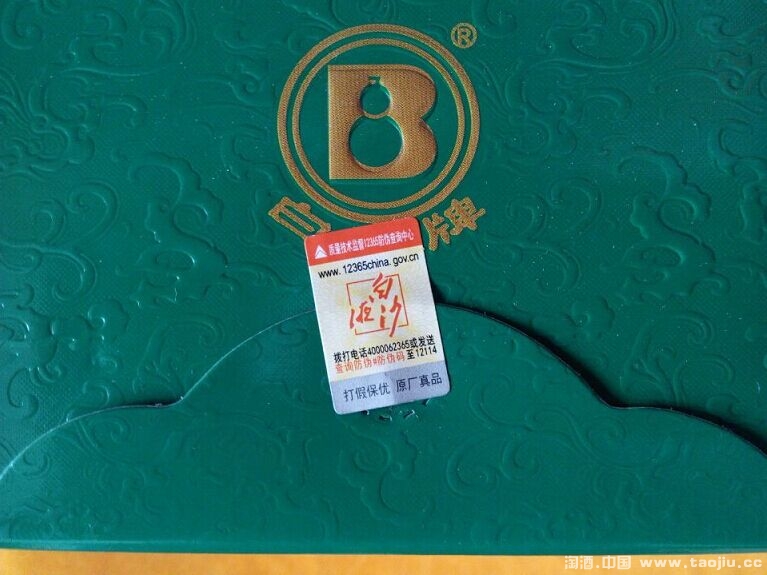 B
®
牌
质量技术监督12365防伪查询中心
www.12365china.gov.cn
白沙液
拨打电话4000062365或发送
查询防伪#防伪码 至12114
打假保优 原厂真品
淘酒.中国 www.taojiu.cc